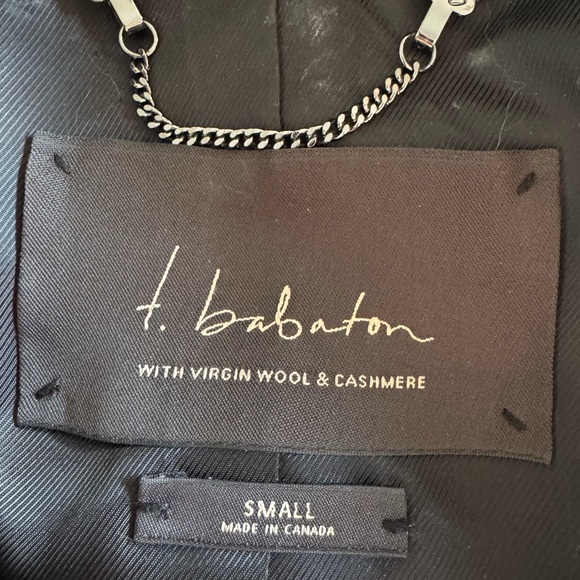 t. babaton
WITH VIRGIN WOOL & CASHMERE
SMALL
MADE IN CANADA